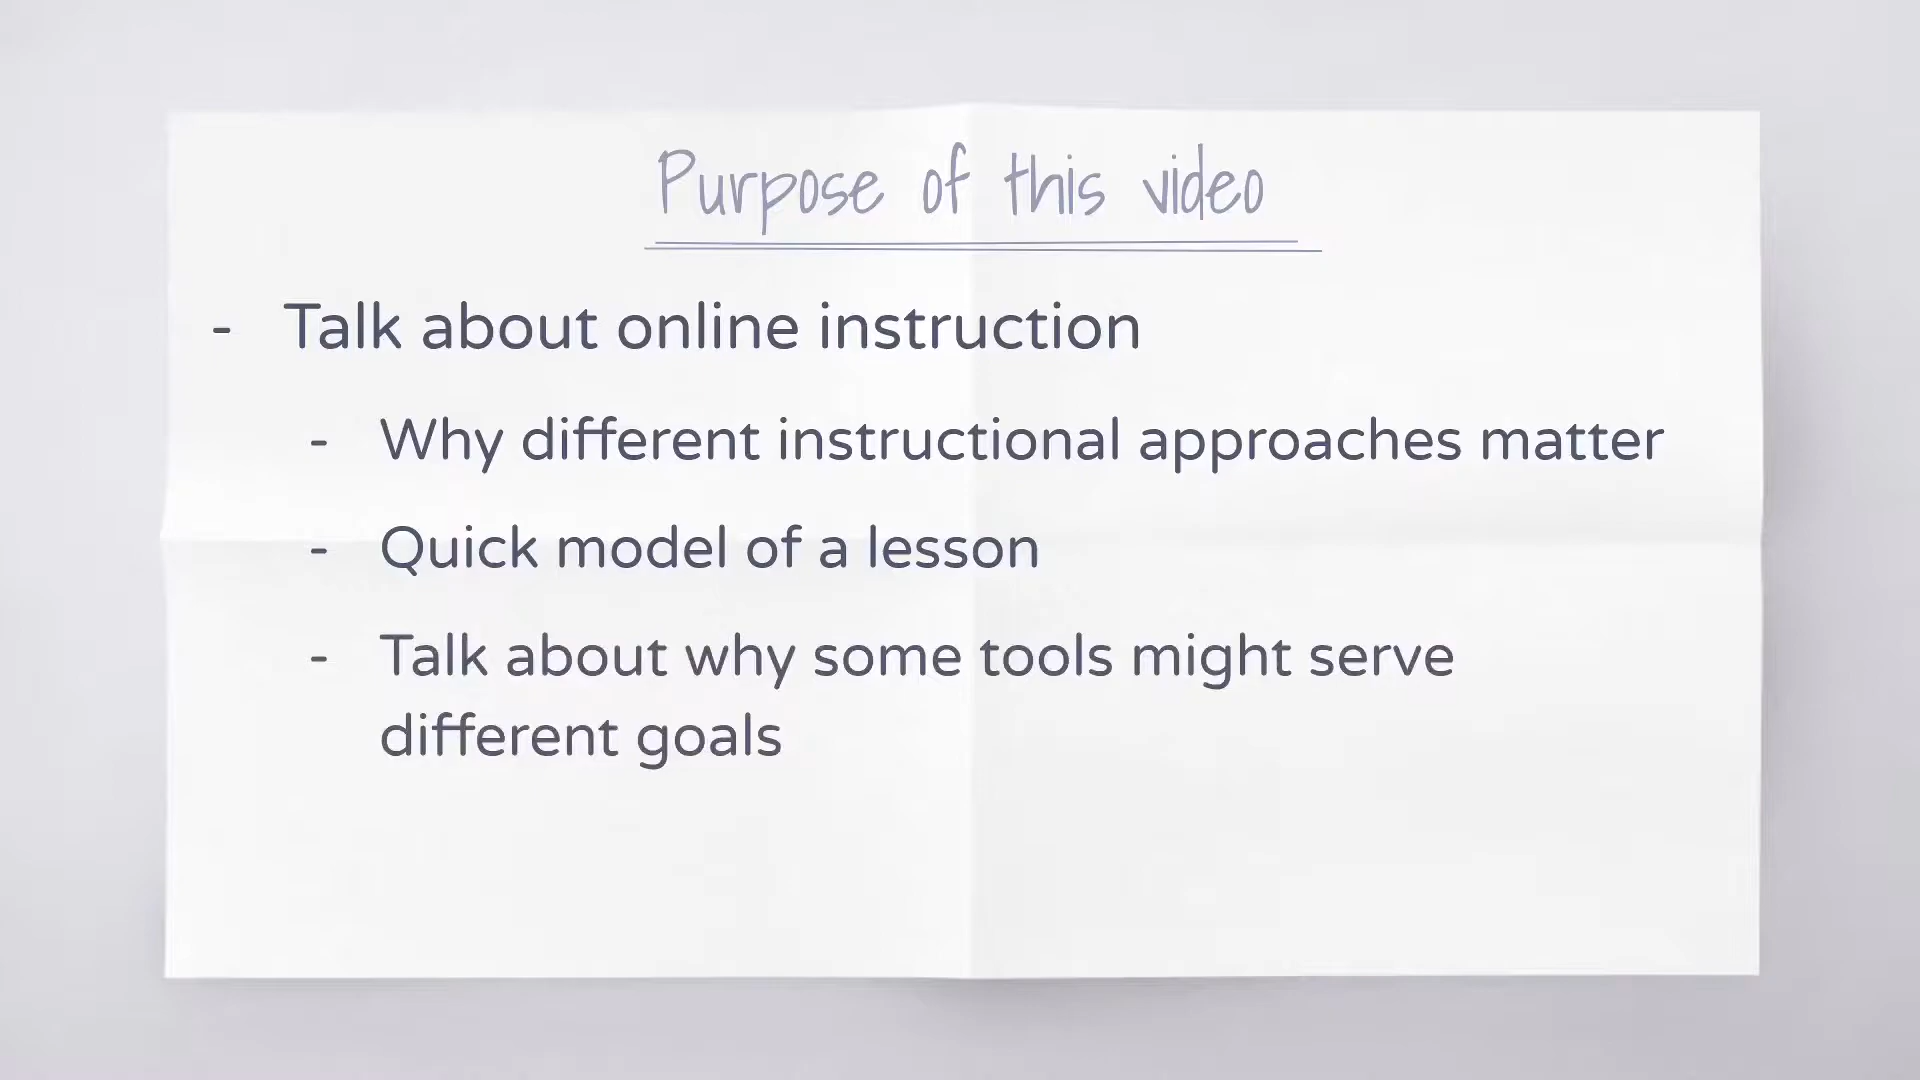 Purpose of this video
- Talk about online instruction
- Why different instructional approaches matter
- Quick model of a lesson
- Talk about why some tools might serve
different goals